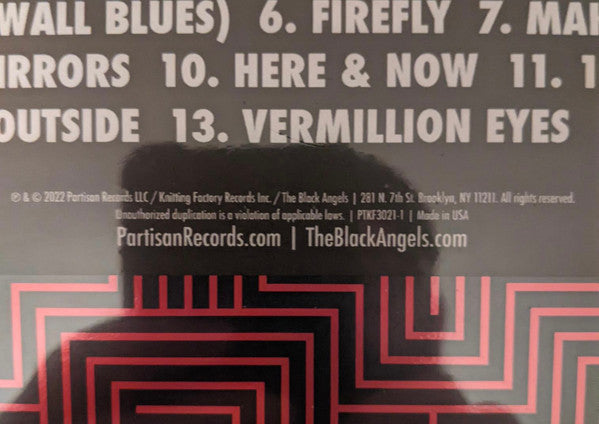 WALL BLUES) 6. FIREFLY 7. MA
IRRORS 10. HERE & NOW 11. 1
OUTSIDE 13. VERMILLION EYES
℗ & © 2022 Partisan Records LLC / Knitting Factory Records Inc. / The Black Angels | 281 N. 7th St. Brooklyn, NY 11211. All rights reserved.
Unauthorized duplication is a violation of applicable laws. | PTKF3021-1 | Made in USA
PartisanRecords.com | TheBlackAngels.com